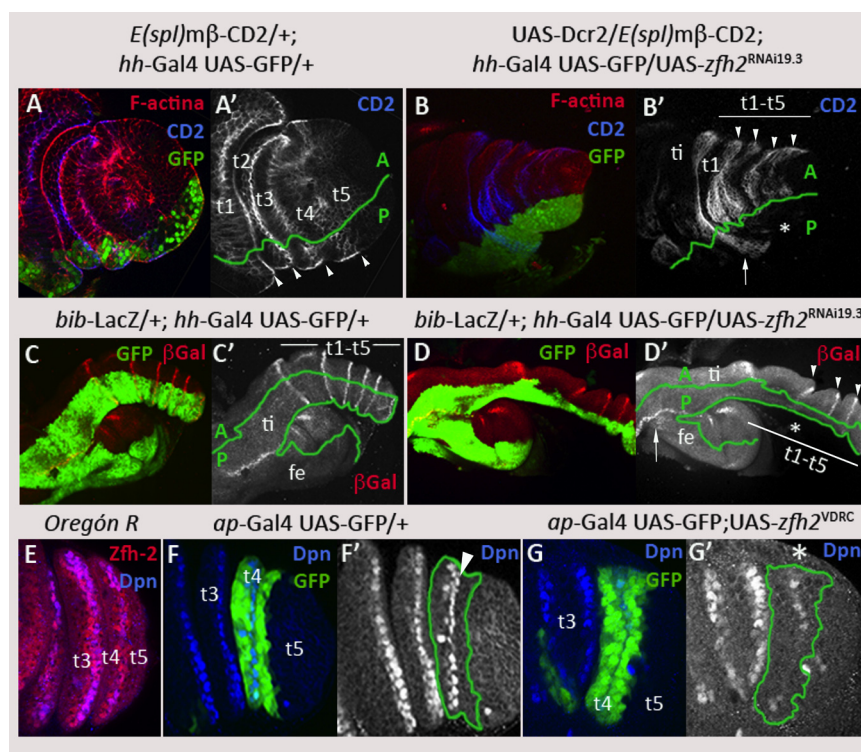 E(spl)mβ-CD2/+;
hh-Gal4 UAS-GFP/+
UAS-Dcr2/E(spl)mβ-CD2;
hh-Gal4 UAS-GFP/UAS-zfh2RNAi19.3
A
F-actina
CD2
GFP
A'
CD2
t1
t2
t3
t4
t5
A
P
B
F-actina
CD2
GFP
B'
t1-t5
CD2
ti
t1
A
P
*
bib-LacZ/+; hh-Gal4 UAS-GFP/+
bib-LacZ/+; hh-Gal4 UAS-GFP/UAS-zfh2RNAi19.3
C
GFP βGal
C'
t1-t5
A
P
ti
fe
βGal
D
GFP βGal
D'
βGal
A
ti
P
fe
*
t1-t5
Oregón R
ap-Gal4 UAS-GFP/+
ap-Gal4 UAS-GFP;UAS-zfh2VDRC
E
Zfh-2
Dpn
t3
t4
t5
F
Dpn
GFP
t3
t4
t5
F'
Dpn
G
Dpn
GFP
t3
t4
t5
G'
*
Dpn